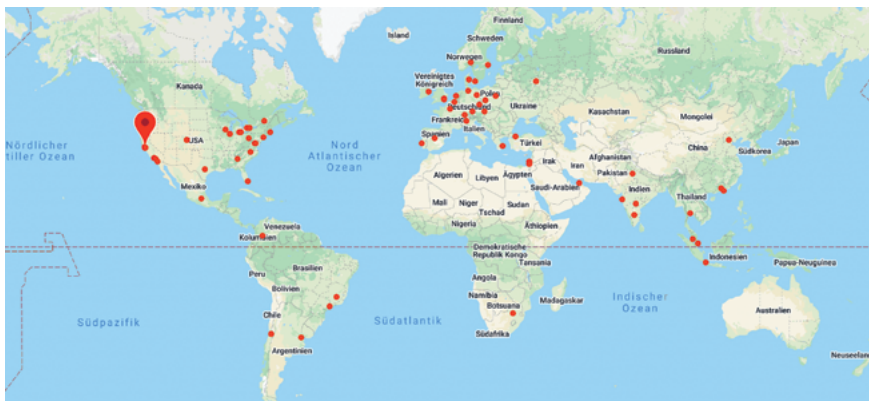 Island
Finnland
Schweden
Norwegen
Russland
Kanada
Vereinigtes
Königreich
Polen
Deutschland
Ukraine
Kasachstan
Mongolei
Frankreich
Italien
Spanien
Türkei
USA
Nördlicher
tiller Ozean
Nord
Atlantischer
Ozean
Afghanistan
China
Südkorea
Japan
Irak
Iran
Pakistan
Algerien
Libyen
Ägypten
Saudi-Arabien
Indien
Mexiko
Mali
Niger
Sudan
Tschad
Thailand
Nigeria
Äthiopien
Venezuela
Kolumbien
Demokratische
Republik Kongo
Indonesien
Papua-Neuguinea
Tansania
Peru
Brasilien
Angola
Bolivien
Namibia
Botsuana
Madagaskar
Indischer
Ozean
Chile
Südpazifik
Südatlantik
Australien
Südafrika
Argentinien
Neuseelan